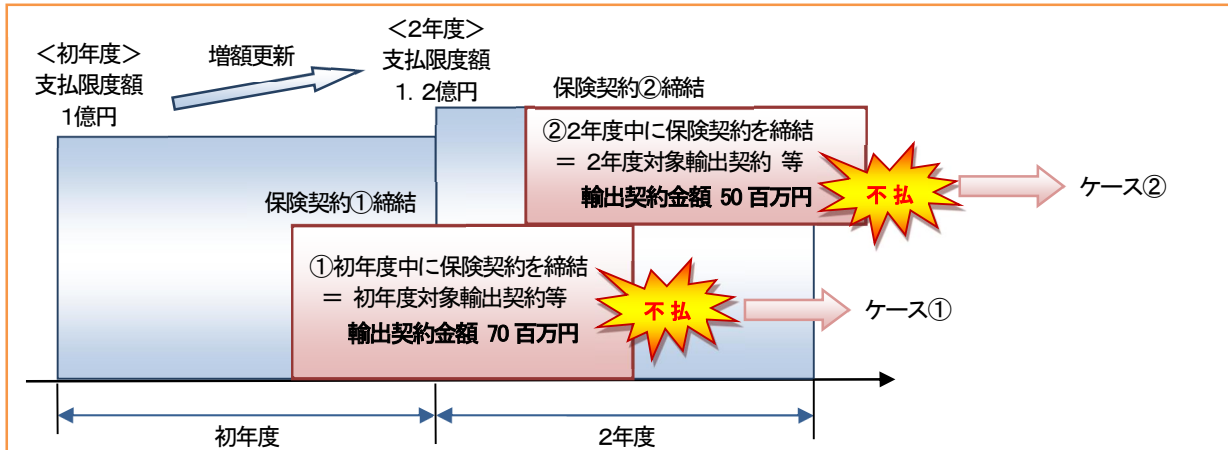 ＜初年度＞
支払限度額
1億円
増額更新
＜2年度＞
支払限度額
1．2億円
保険契約②締結
②2年度中に保険契約を締結
＝ 2年度対象輸出契約 等
輸出契約金額 50 百万円
不 払
ケース②
保険契約①締結
①初年度中に保険契約を締結
＝ 初年度対象輸出契約等
輸出契約金額 70 百万円
不 払
ケース①
初年度
2年度